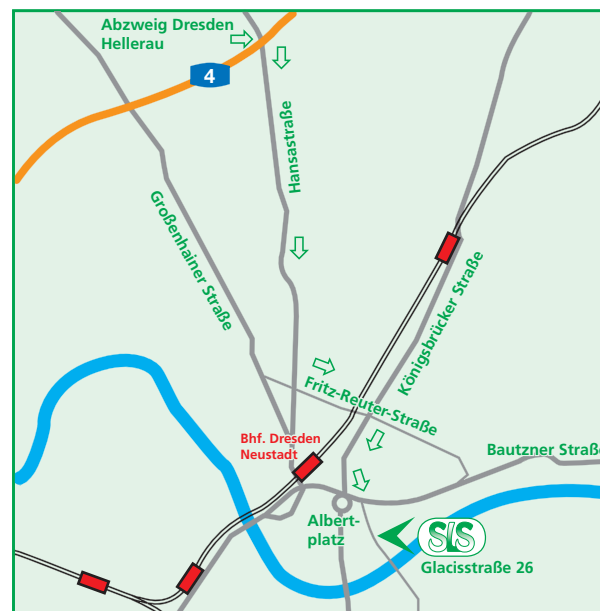 Abzweig Dresden
Hellerau
4
Hansastraße
Großenhainer Straße
Königsbrücker Straße
Fritz-Reuter-Straße
Bhf. Dresden
Neustadt
Bautzner Straße
Albert-
platz
SLS
Glacisstraße 26